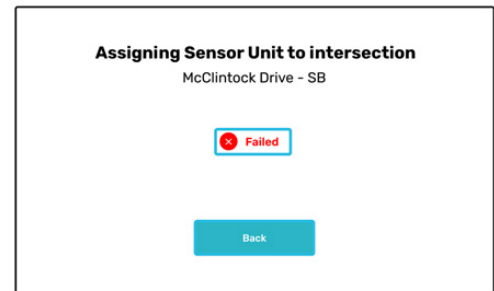 Assigning Sensor Unit to intersection
McClintock Drive - SB
Failed
Back